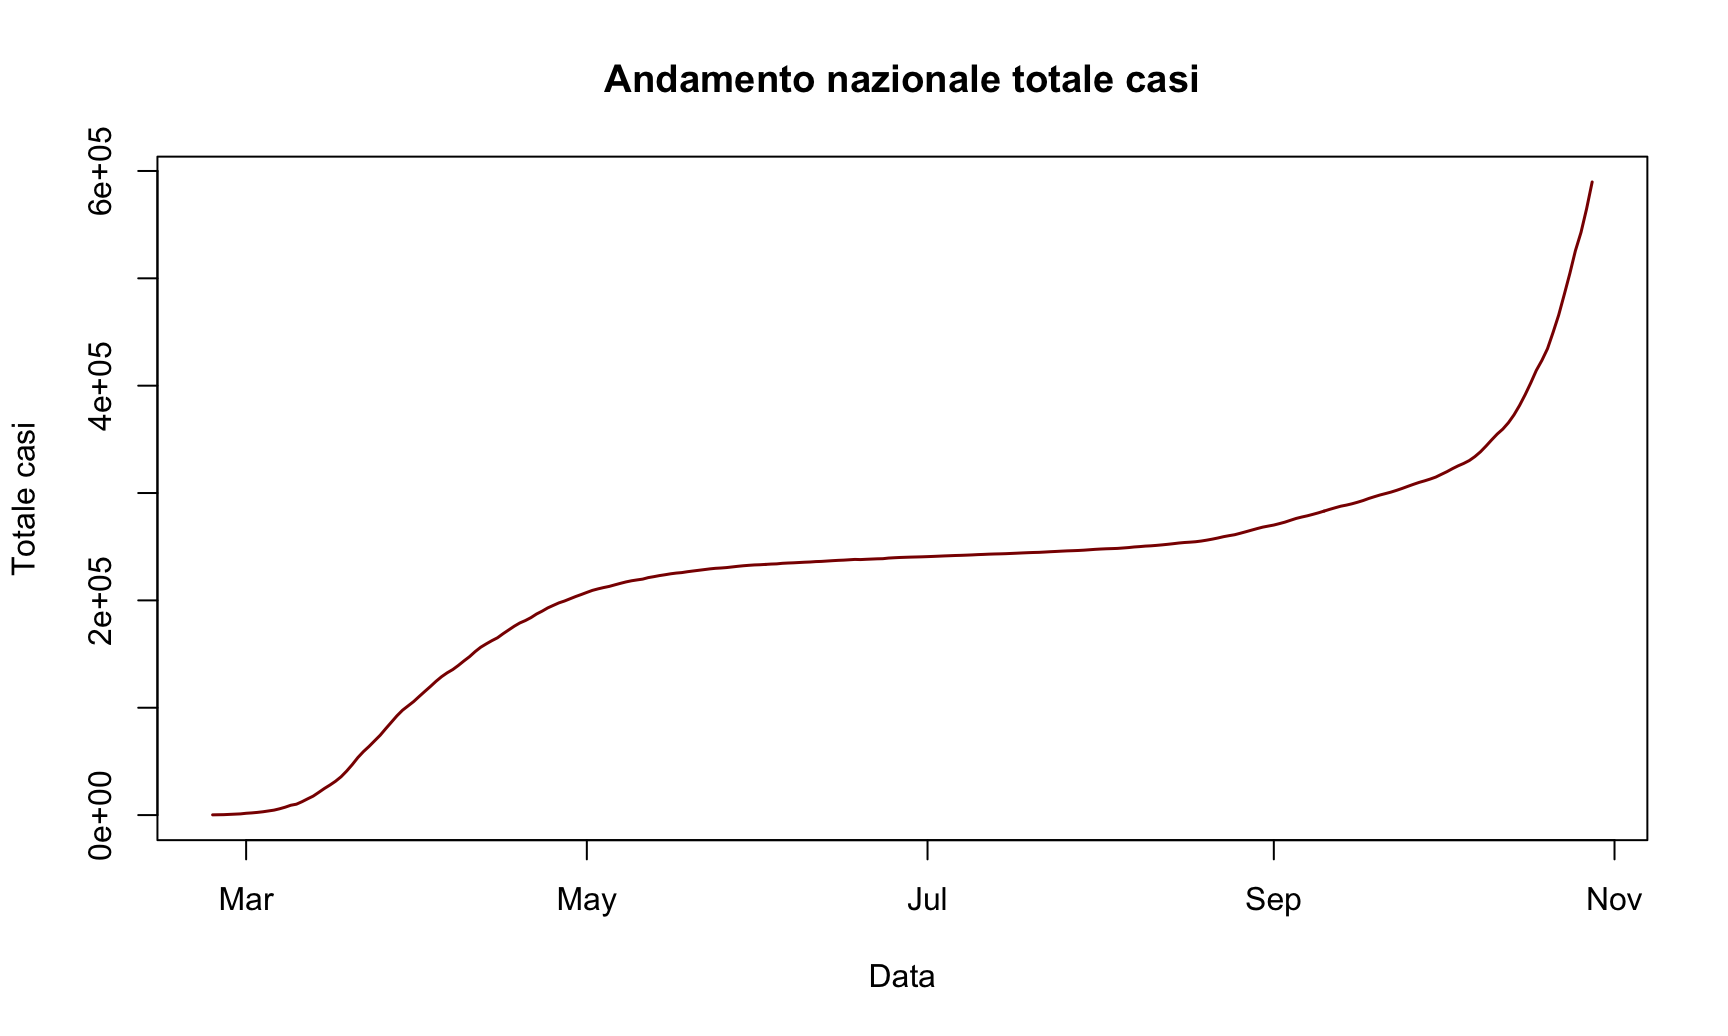 Andamento nazionale totale casi
6e+05
4e+05
2e+05
0e+00
Totale casi
Mar
May
Jul
Sep
Nov
Data